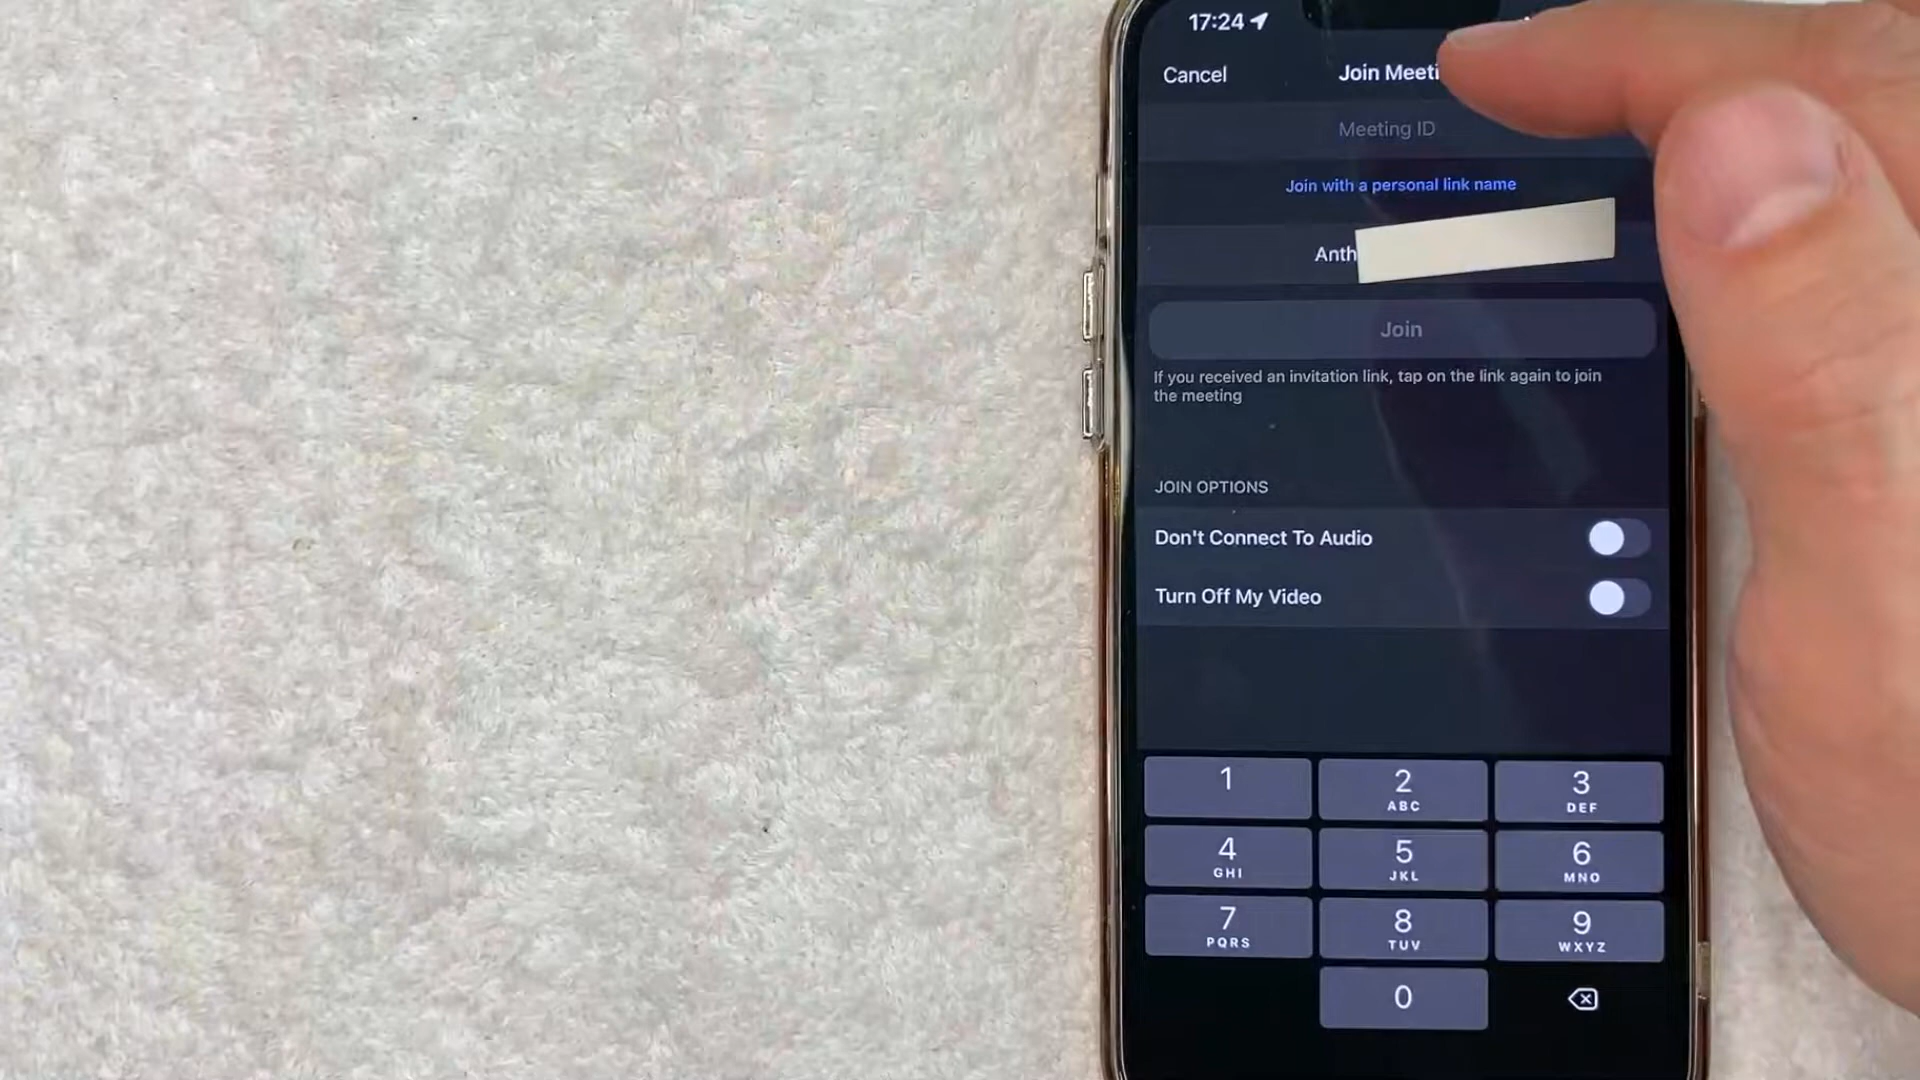 17:24
Cancel
Join Meeti
Meeting ID
Join with a personal link name
Anth
Join
If you received an invitation link, tap on the link again to join
the meeting
JOIN OPTIONS
Don't Connect To Audio
Turn Off My Video
1 2 3
ABC DEF
4 5 6
GHI JKL MNO
7 8 9
PQRS TUV WXYZ
0